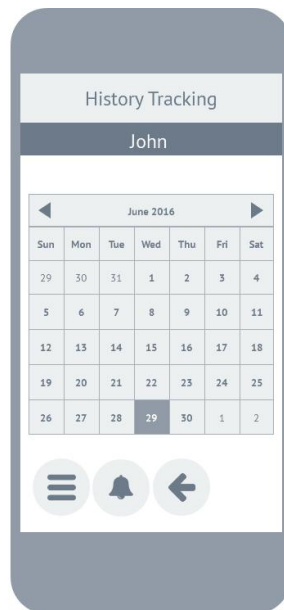 History Tracking
John
June 2016
Sun Mon Tue Wed Thu Fri Sat
29 30 31 1 2 3 4
5 6 7 8 9 10 11
12 13 14 15 16 17 18
19 20 21 22 23 24 25
26 27 28 29 30 1 2